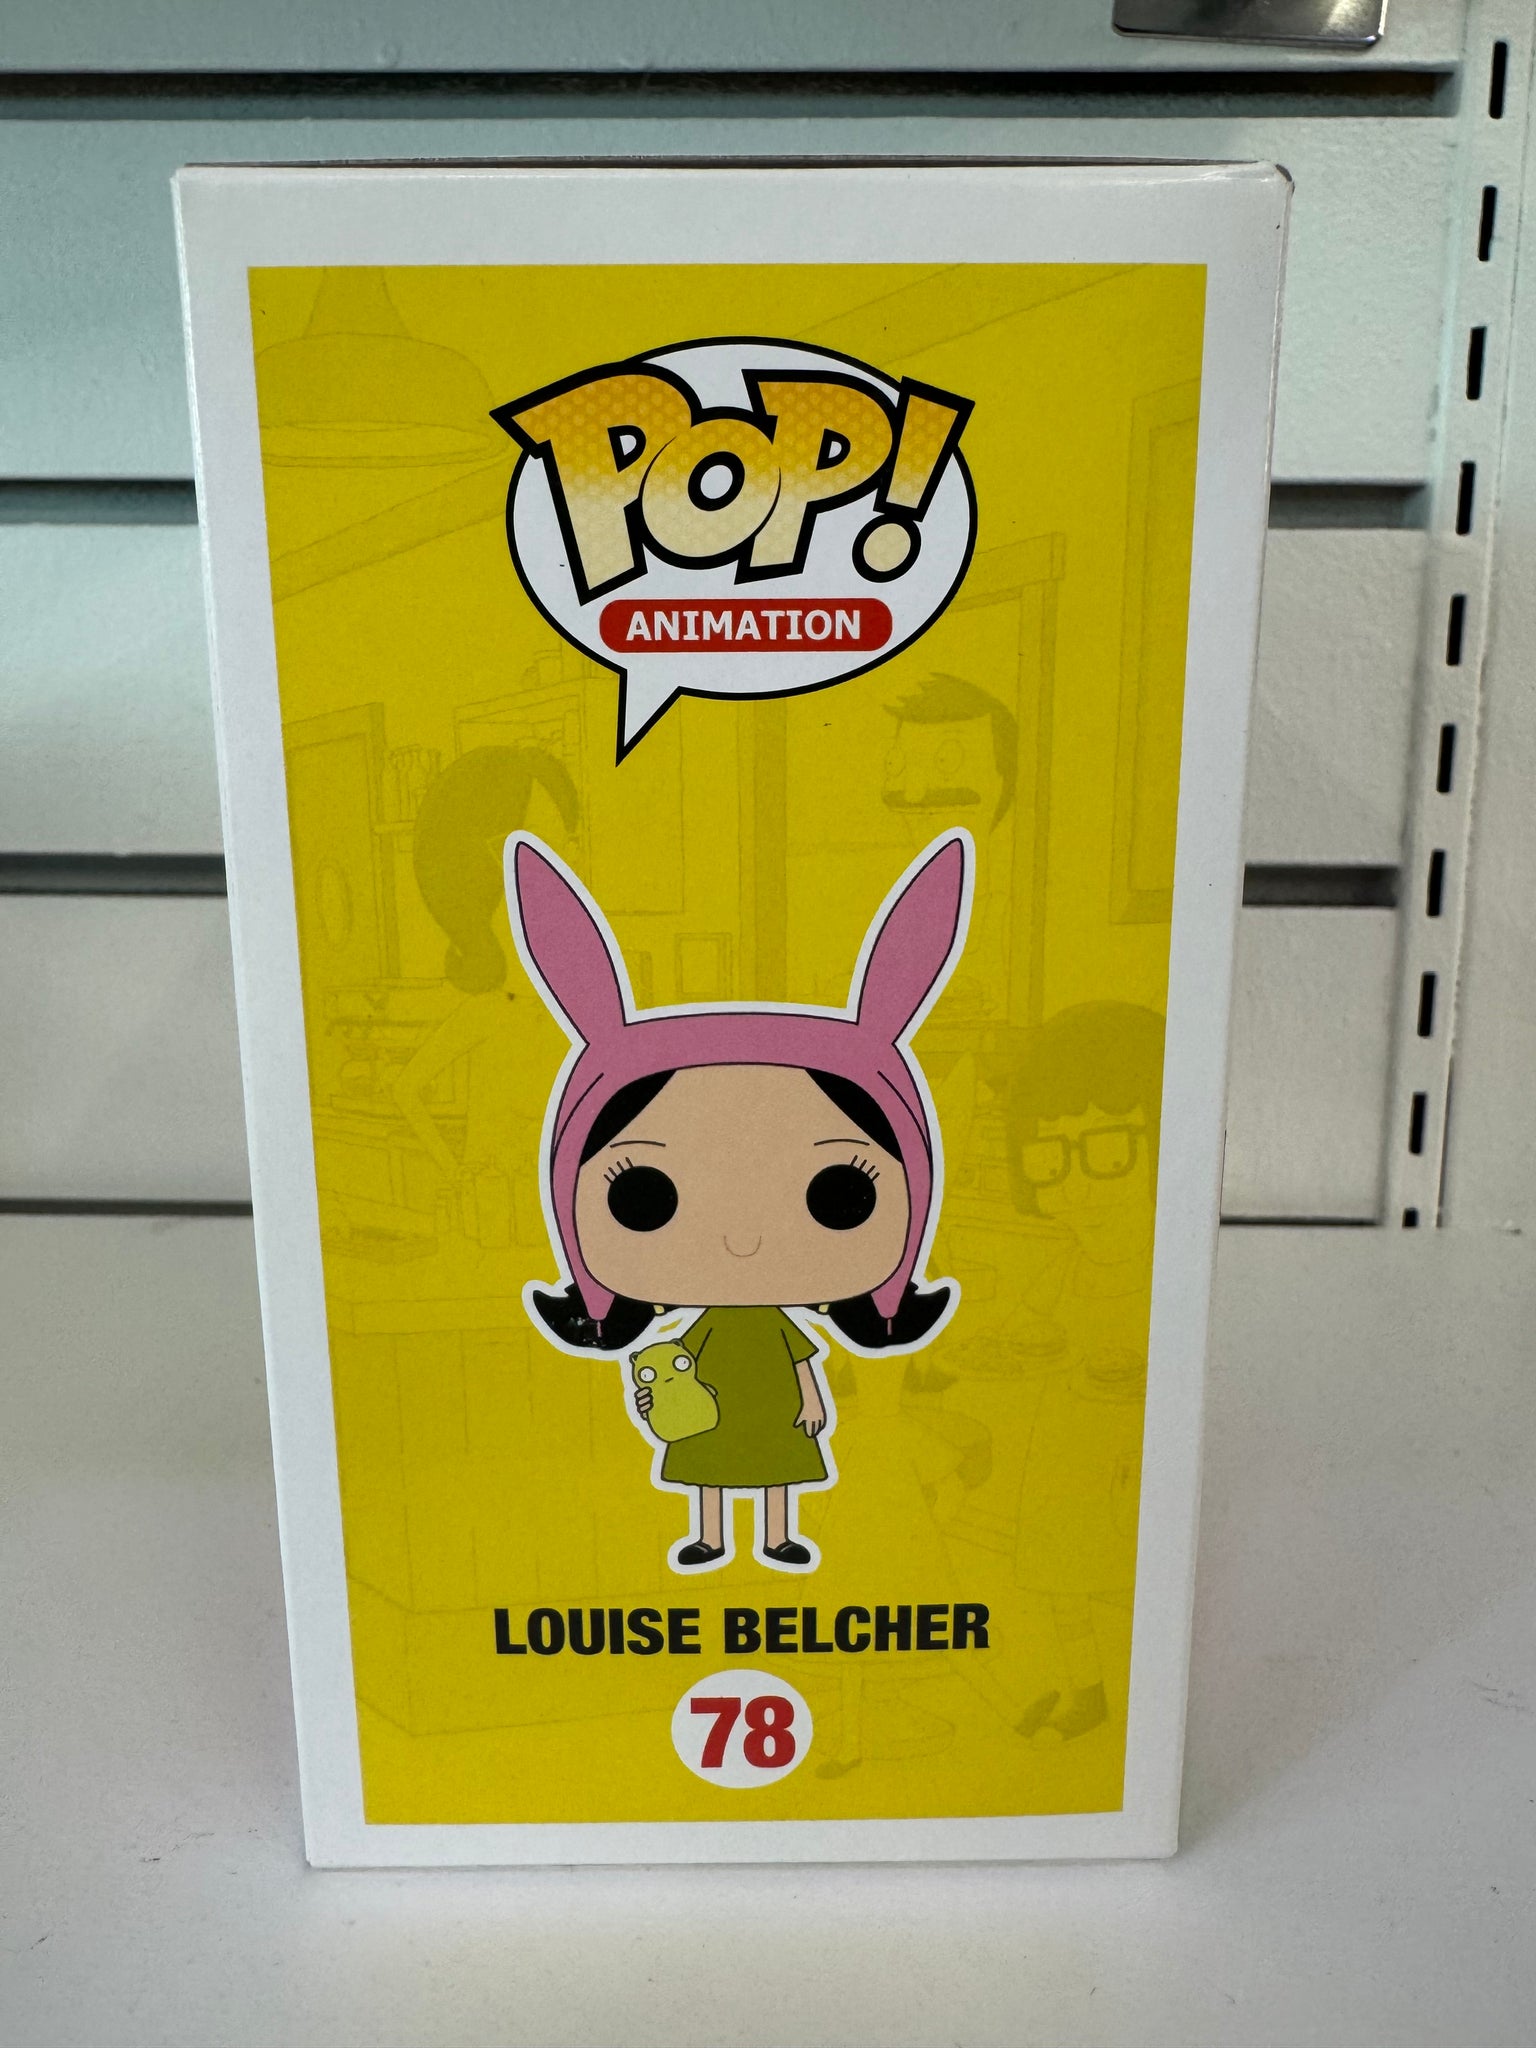 POP!
ANIMATION
LOUISE BELCHER
78